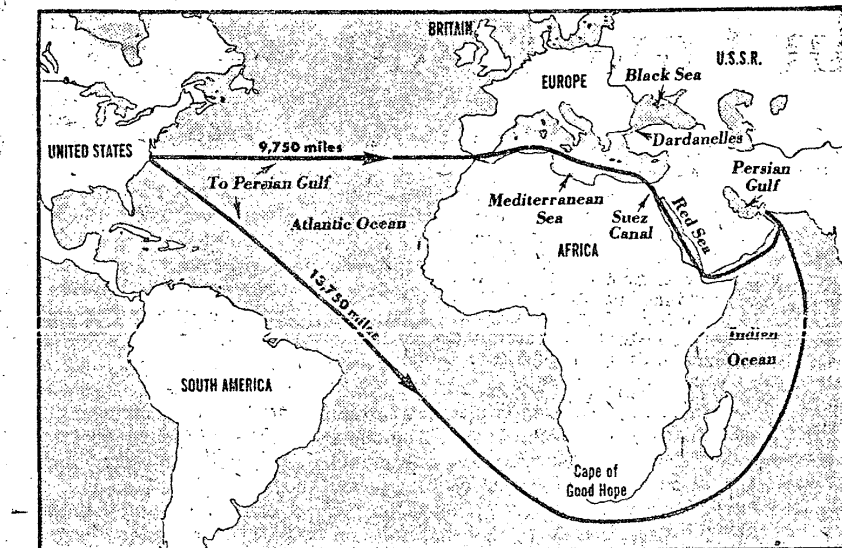 BRITAIN
U.S.S.R.
EUROPE
Black Sea
Dardanelles
UNITED STATES
9,750 miles
To Persian Gulf
Persian
Gulf
Mediterranean
Sea
Suez
Canal
Red Sea
Atlantic Ocean
AFRICA
13,750 miles
Indian
Ocean
SOUTH AMERICA
Cape of
Good Hope